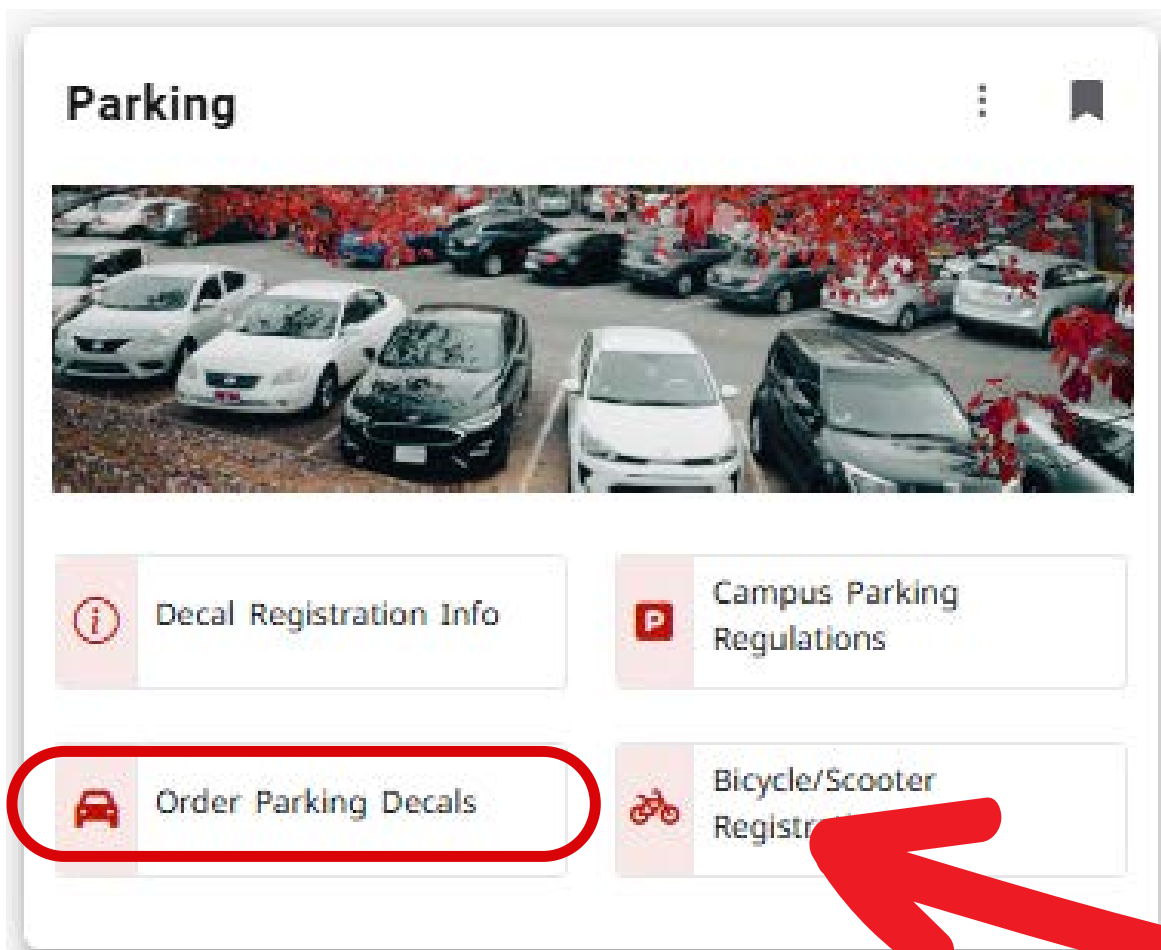 Parking
Decal Registration Info
Campus Parking
Regulations
P
Order Parking Decals
Bicycle/Scooter